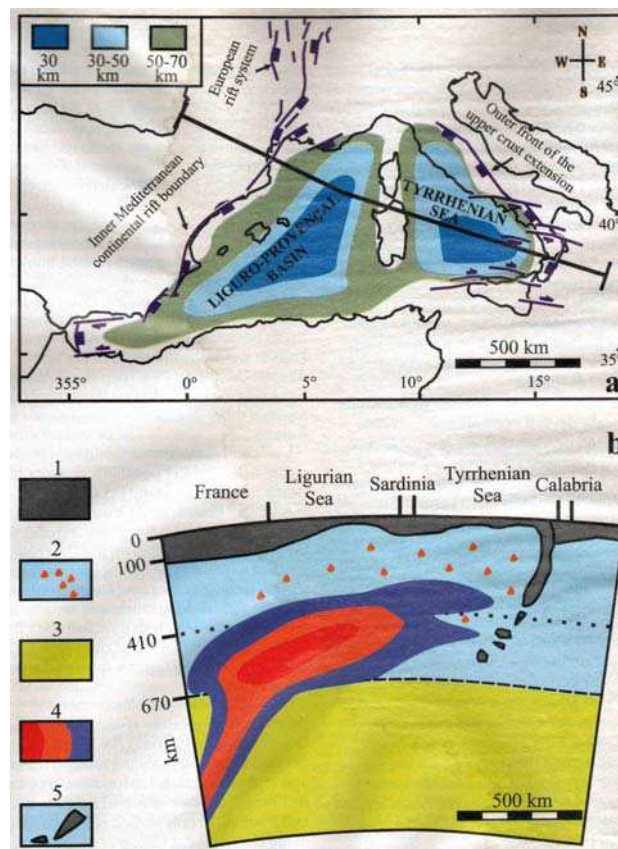 30 km
30-50 km
50-70 km
European rift system
N
W E
S
45°
Outer front of the upper crust extension
Inner Mediterranean continental rift boundary
TYRRHENIAN SEA
40°
LIGURO-PROVENCAL BASIN
500 km
35°
355°
0°
5°
10°
15°
a
b
1
2
3
4
5
France
Ligurian Sea
Sardinia
Tyrrhenian Sea
Calabria
0
100
410
670
km
500 km